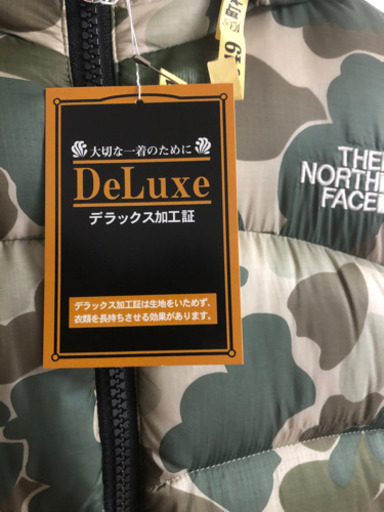 大切な一着のために
DeLuxe
デラックス加工証
デラックス加工証は生地をいためず、
衣類を長持ちさせる効果があります。
THE
NORTH
FACE